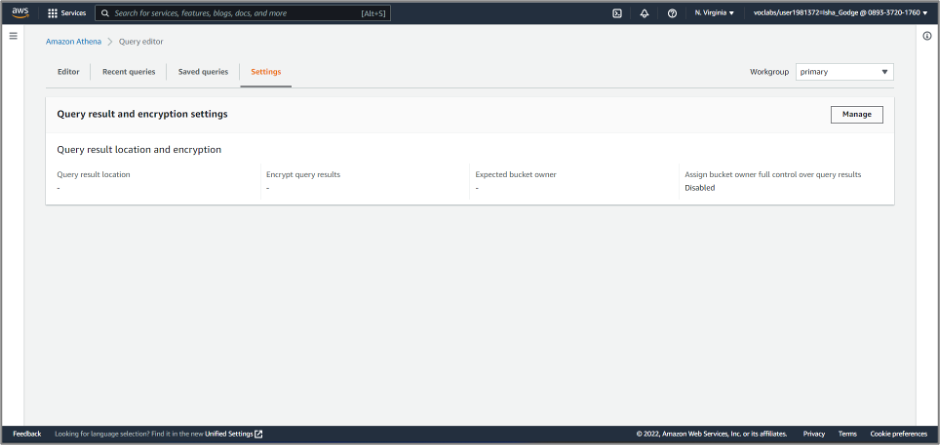 aws Services Search for services, features, blogs, docs, and more [Alt+S] N. Virginia voclabs/user1981372=Isha_Godge @ 0893-3720-1760
Amazon Athena Query editor
Editor Recent queries Saved queries Settings Workgroup primary
Query result and encryption settings Manage
Query result location and encryption
Query result location Encrypt query results Expected bucket owner Assign bucket owner full control over query results
- - - Disabled
Feedback Looking for language selection? Find it in the new Unified Settings © 2022, Amazon Web Services, Inc. or its affiliates. Privacy Terms Cookie preferences